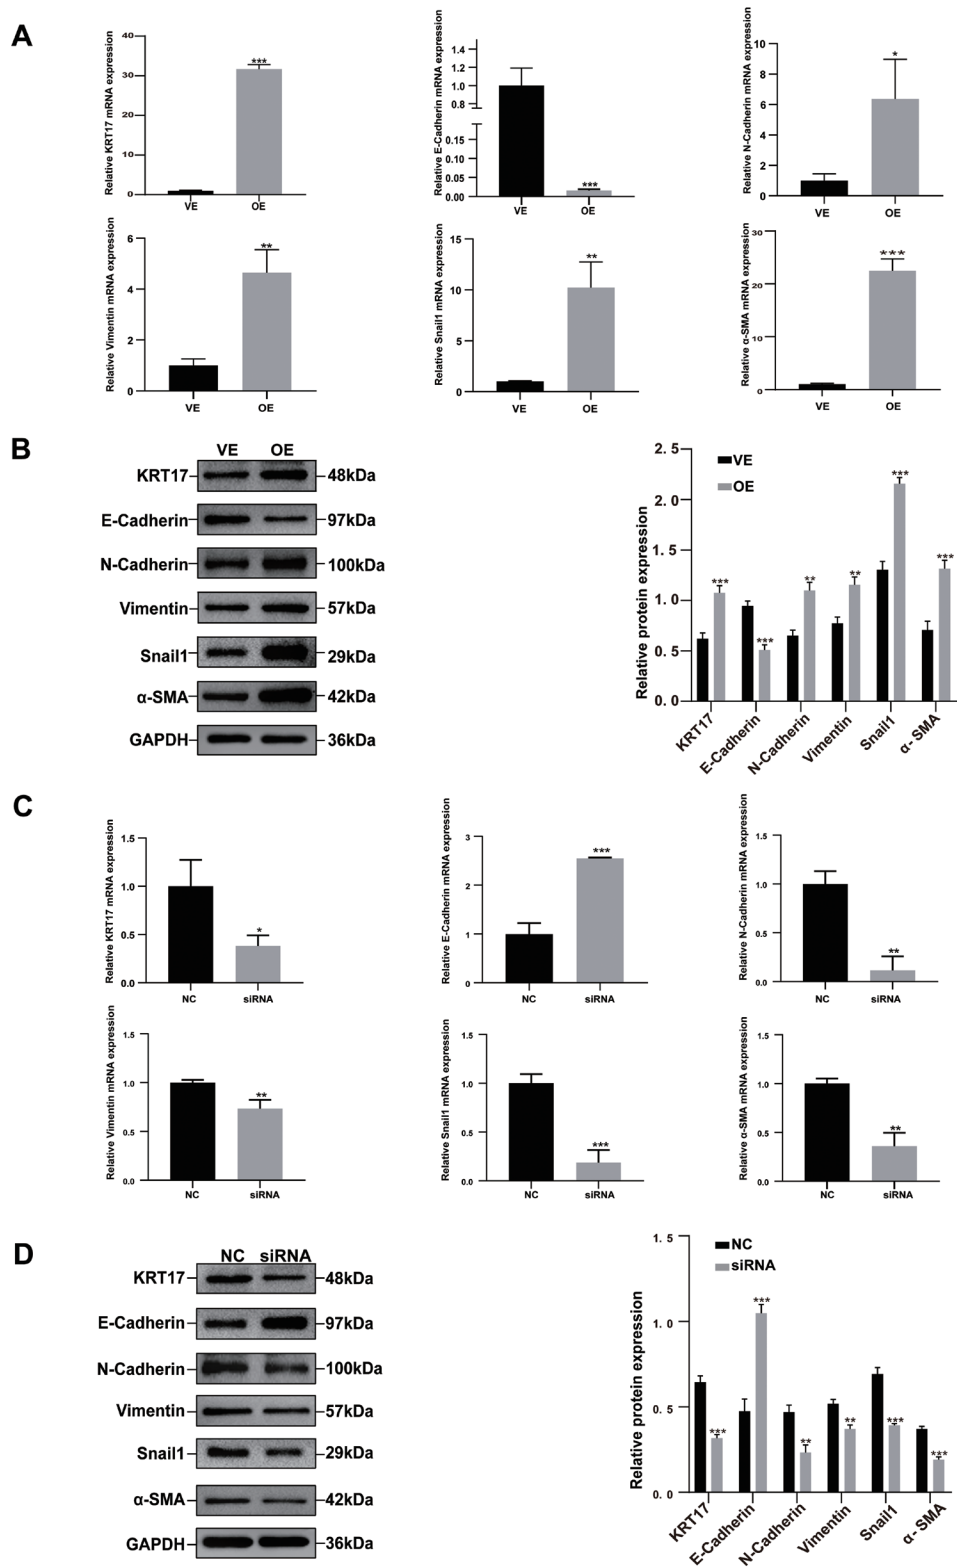 A
Relative KRT17 mRNA expression
40
30
20
10
0
***
VE
OE
Relative E-Cadherin mRNA expression
1.4
1.2
1.0
0.8
0.15
0.10
0.05
0.00
***
VE
OE
Relative N-Cadherin mRNA expression
10
8
6
4
2
0
*
VE
OE
Relative Vimentin mRNA expression
6
4
2
0
**
VE
OE
Relative Snail1 mRNA expression
15
10
5
0
**
VE
OE
Relative α-SMA mRNA expression
30
20
10
0
***
VE
OE
B
VE OE
KRT17 48kDa
E-Cadherin 97kDa
N-Cadherin 100kDa
Vimentin 57kDa
Snail1 29kDa
α-SMA 42kDa
GAPDH 36kDa
Relative protein expression
2.5
2.0
1.5
1.0
0.5
0.0
VE
OE
*** *** ** ** *** ***
KRT17
E-Cadherin
N-Cadherin
Vimentin
Snail1
α- SMA
C
Relative KRT17 mRNA expression
1.5
1.0
0.5
0.0
*
NC
siRNA
Relative E-Cadherin mRNA expression
3
2
1
0
***
NC
siRNA
Relative N-Cadherin mRNA expression
1.5
1.0
0.5
0.0
**
NC
siRNA
Relative Vimentin mRNA expression
1.5
1.0
0.5
0.0
**
NC
siRNA
Relative Snail1 mRNA expression
1.5
1.0
0.5
0.0
***
NC
siRNA
Relative α-SMA mRNA expression
1.5
1.0
0.5
0.0
**
NC
siRNA
D
NC siRNA
KRT17 48kDa
E-Cadherin 97kDa
N-Cadherin 100kDa
Vimentin 57kDa
Snail1 29kDa
α-SMA 42kDa
GAPDH 36kDa
Relative protein expression
1.5
1.0
0.5
0.0
NC
siRNA
*** *** ** ** *** ***
KRT17
E-Cadherin
N-Cadherin
Vimentin
Snail1
α- SMA